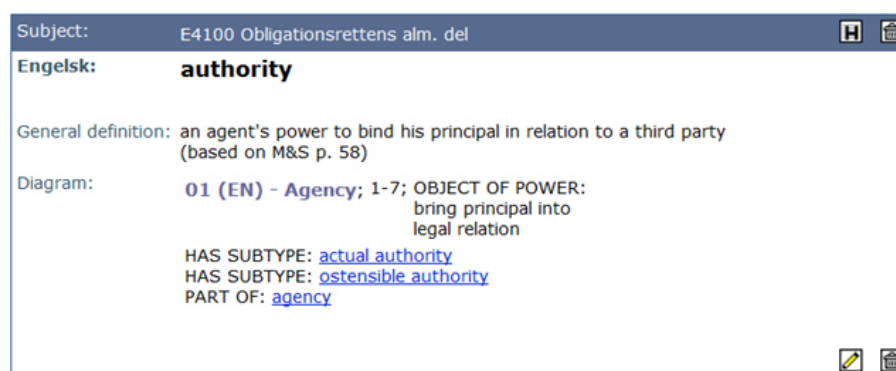 Subject: E4100 Obligationsrettens alm. del H
Engelsk: authority
General definition: an agent's power to bind his principal in relation to a third party
(based on M&S p. 58)
Diagram: 01 (EN) - Agency; 1-7; OBJECT OF POWER:
bring principal into
legal relation
HAS SUBTYPE: actual authority
HAS SUBTYPE: ostensible authority
PART OF: agency